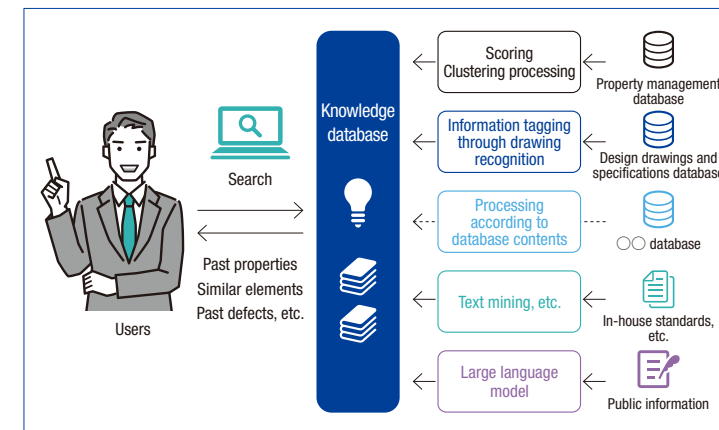 Users
Search
Past properties
Similar elements
Past defects, etc.
Knowledge
database
Scoring
Clustering processing
Property management
database
Information tagging
through drawing
recognition
Design drawings and
specifications database
Processing
according to
database contents
○○ database
Text mining, etc.
In-house standards,
etc.
Large language
model
Public information